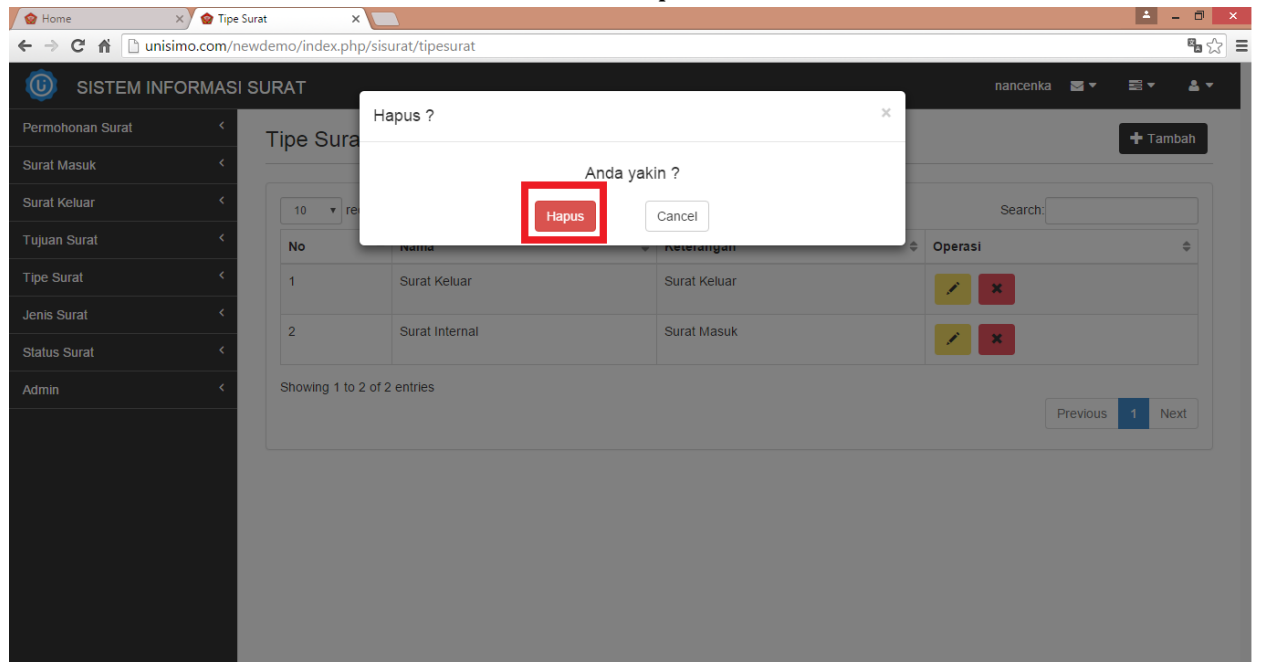 Home
Tipe Surat
unisimo.com/newdemo/index.php/sisurat/tipesurat
SISTEM INFORMASI SURAT
nancenka
Permohonan Surat
Surat Masuk
Surat Keluar
Tujuan Surat
Tipe Surat
Jenis Surat
Status Surat
Admin
Tipe Sura
Tambah
Hapus ?
×
Anda yakin ?
Hapus Cancel
10 re
Search:
No Nama Keterangan Operasi
1 Surat Keluar Surat Keluar
2 Surat Internal Surat Masuk
Showing 1 to 2 of 2 entries
Previous 1 Next